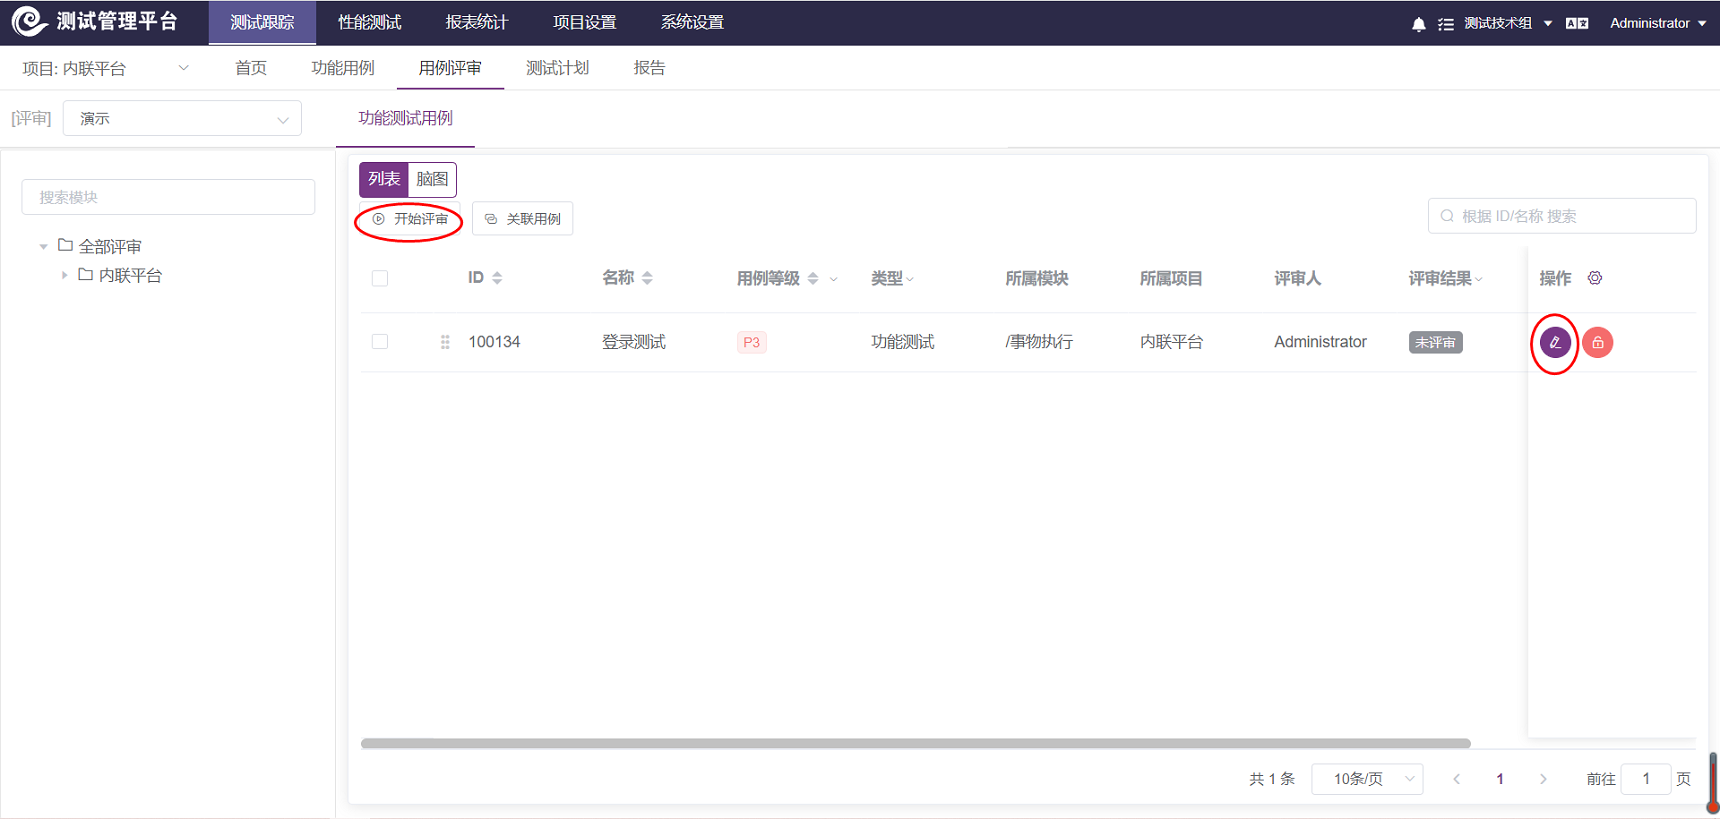 测试管理平台 测试跟踪 性能测试 报表统计 项目设置 系统设置 测试技术组 Administrator
项目: 内联平台 首页 功能用例 用例评审 测试计划 报告
[评审] 演示 功能测试用例
搜索模块
全部评审
内联平台
列表 脑图
开始评审 关联用例 根据 ID/名称 搜索
ID 名称 用例等级 类型 所属模块 所属项目 评审人 评审结果 操作
100134 登录测试 P3 功能测试 /事物执行 内联平台 Administrator 未评审
共 1 条 10条/页 1 前往 1 页